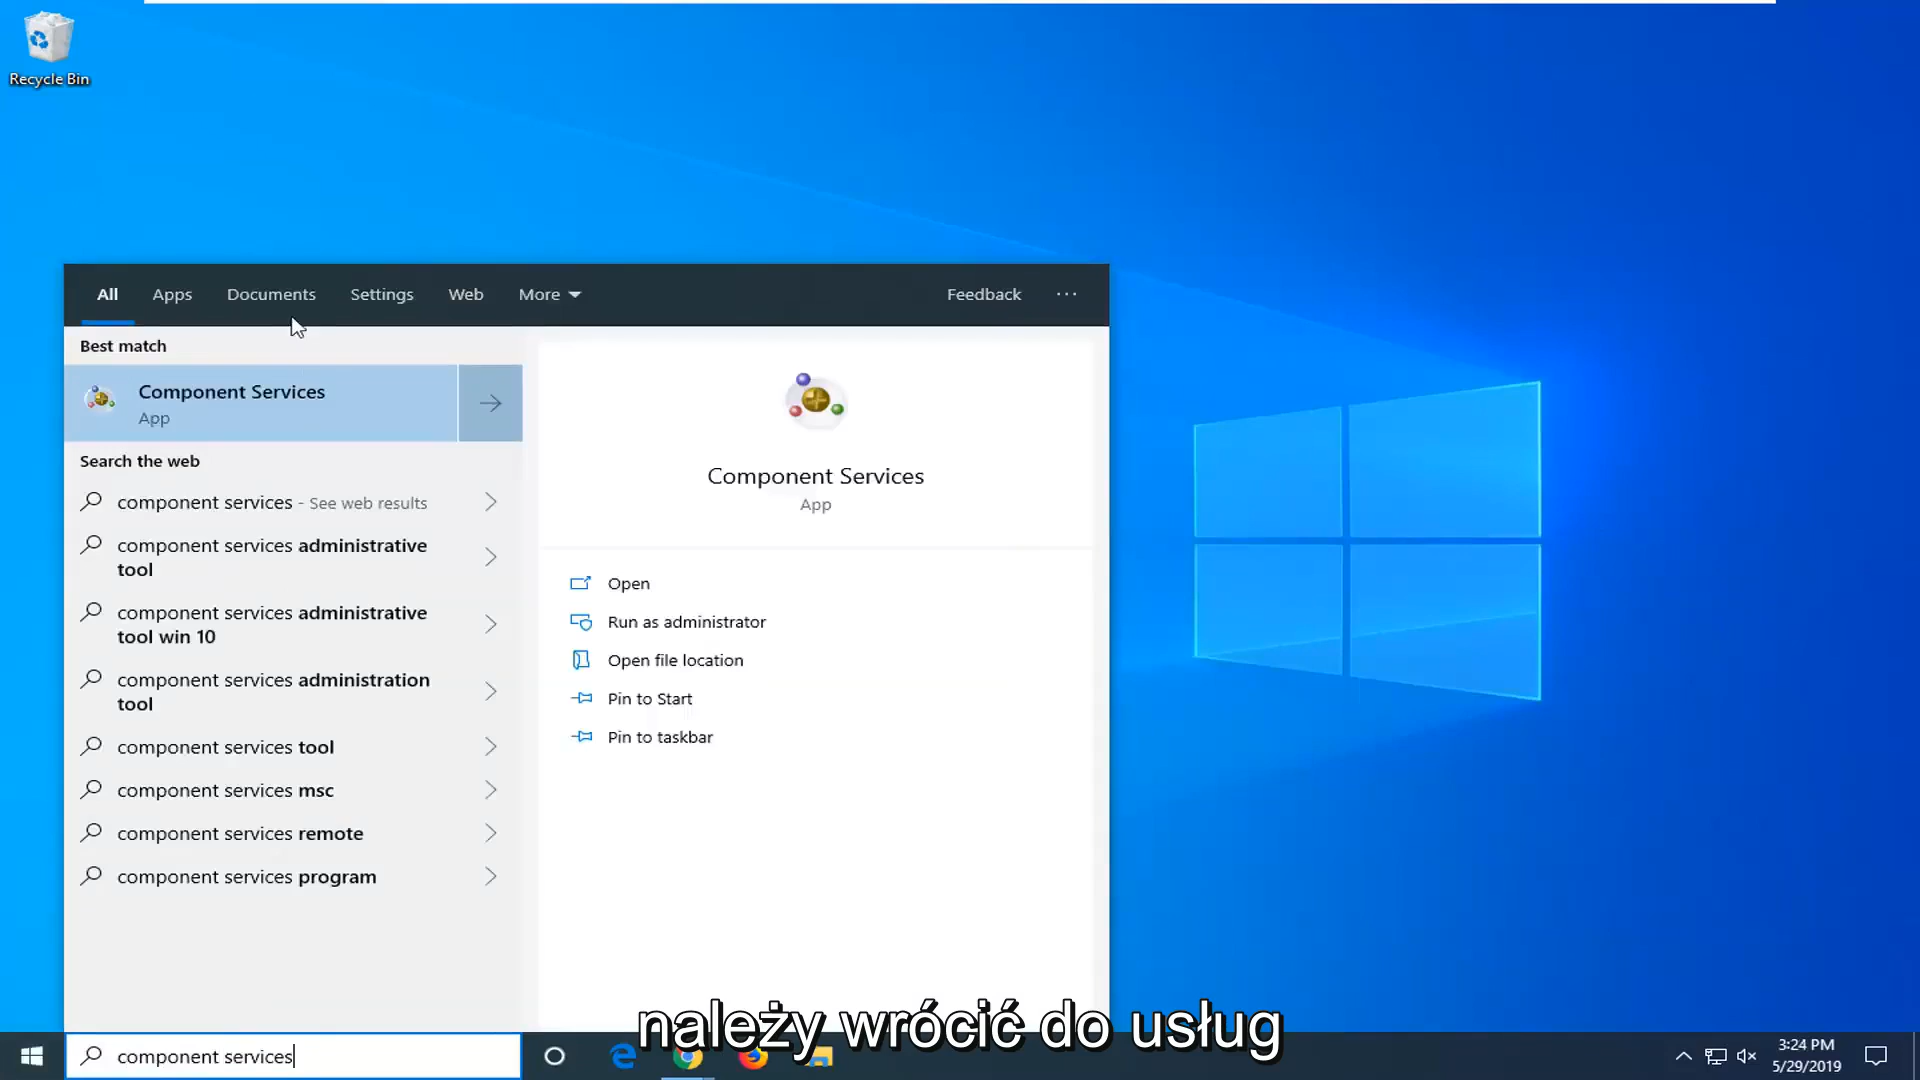 Recycle Bin
All Apps Documents Settings Web More Feedback ...
Best match
Component Services
App
Search the web
component services - See web results
component services administrative
tool
component services administrative
tool win 10
component services administration
tool
component services tool
component services msc
component services remote
component services program
Component Services
App
Open
Run as administrator
Open file location
Pin to Start
Pin to taskbar
należy wrócić do usług
component services
3:24 PM
5/29/2019